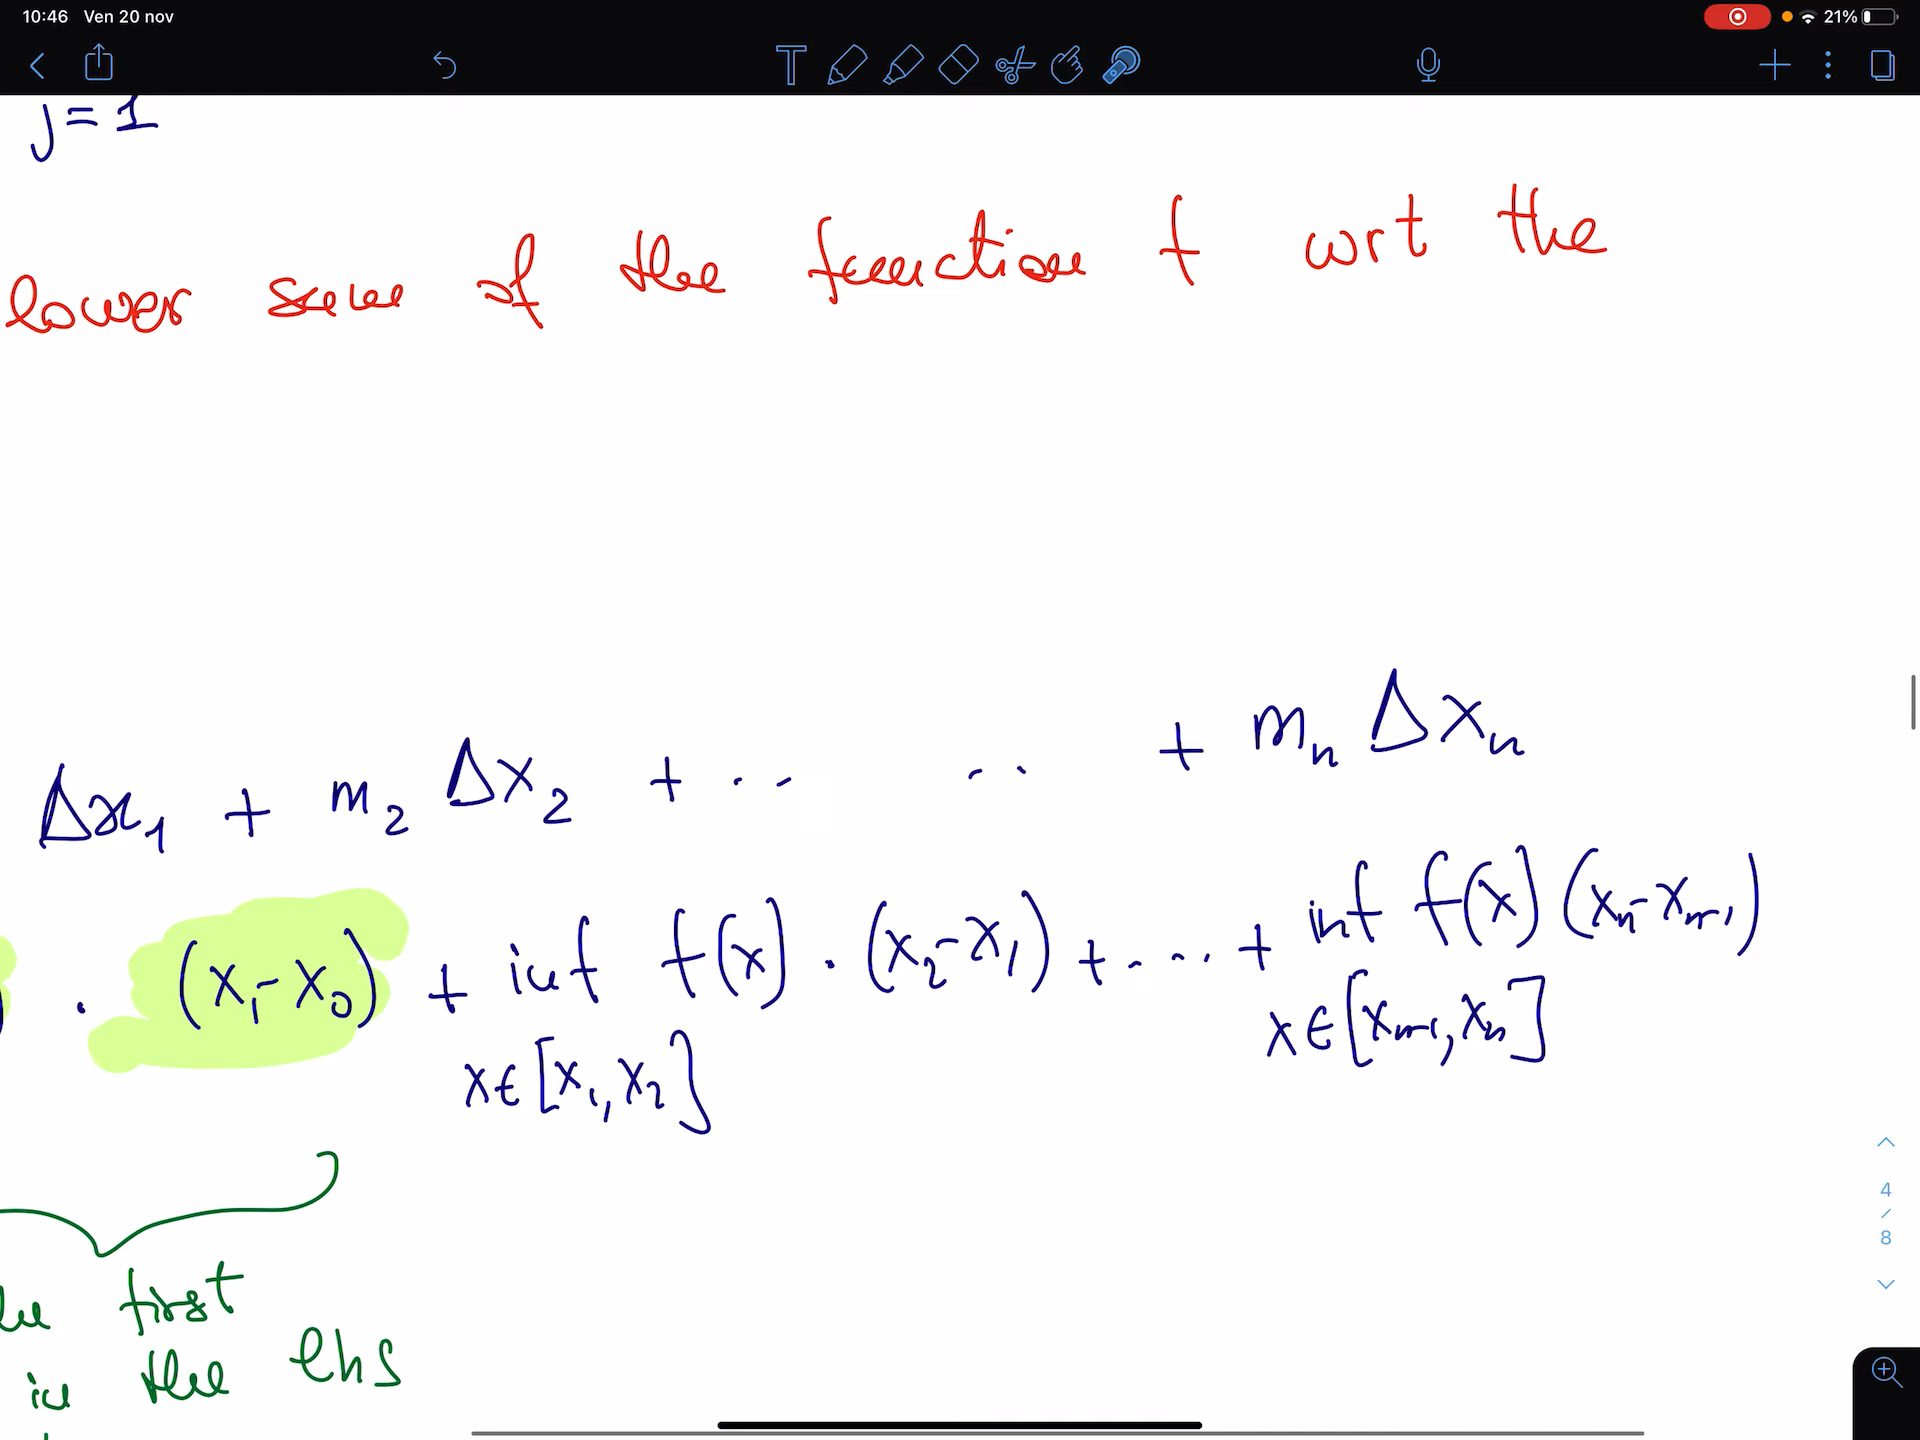 10:46 Ven 20 nov 21%
j=1
lower sum of the function f wrt the
Δx₁ + m₂ Δx₂ + .. .. + mₙ Δxₙ
. (x₁-x₀) + inf f(x) . (x₂-x₁) + .... + inf f(x) (xₙ-xₙ₋₁)
x∈[x₁,x₂] x∈[xₙ₋₁,xₙ]
first
in the lhs
4
/
8